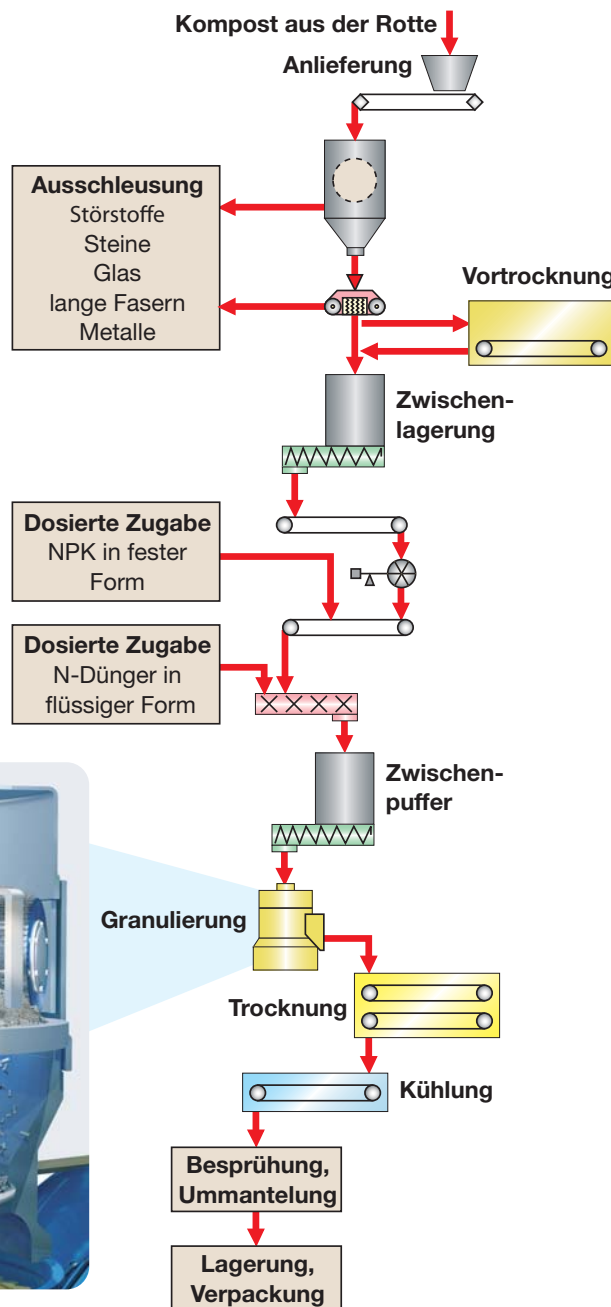 Kompost aus der Rotte
Anlieferung
Ausschleusung
Störstoffe
Steine
Glas
lange Fasern
Metalle
Vortrocknung
Zwischen-
lagerung
Dosierte Zugabe
NPK in fester
Form
Dosierte Zugabe
N-Dünger in
flüssiger Form
Zwischen-
puffer
Granulierung
Trocknung
Kühlung
Besprühung,
Ummantelung
Lagerung,
Verpackung